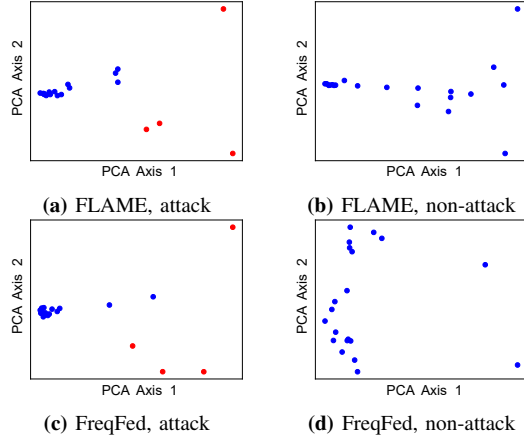 PCA Axis 2
PCA Axis 1
(a) FLAME, attack
PCA Axis 2
PCA Axis 1
(b) FLAME, non-attack
PCA Axis 2
PCA Axis 1
(c) FreqFed, attack
PCA Axis 2
PCA Axis 1
(d) FreqFed, non-attack